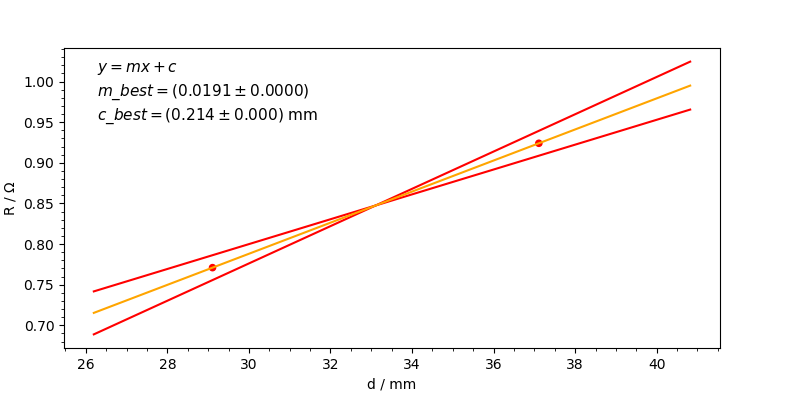 y = mx + c
m_best = (0.0191 ± 0.0000)
c_best = (0.214 ± 0.000) mm
1.00
0.95
0.90
0.85
0.80
0.75
0.70
R / Ω
26 28 30 32 34 36 38 40
d / mm